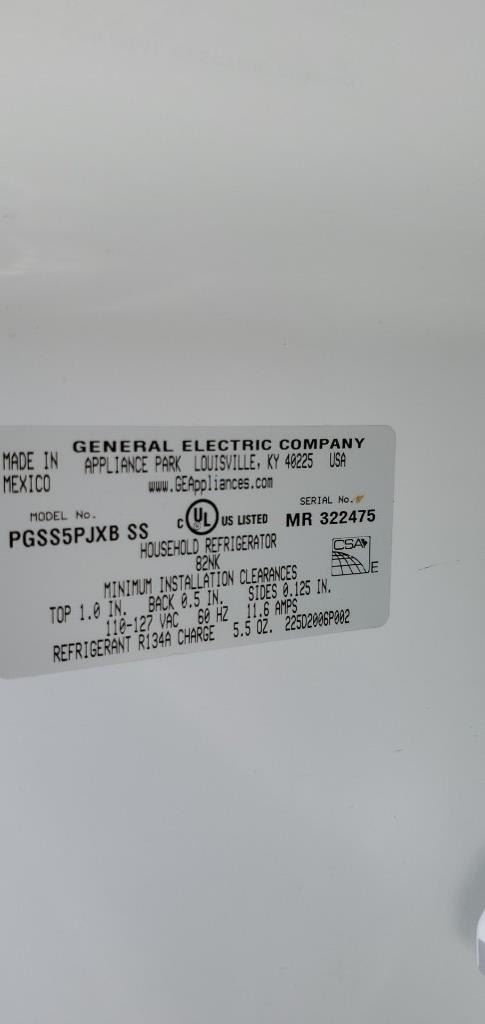 GENERAL ELECTRIC COMPANY
MADE IN MEXICO
APPLIANCE PARK LOUISVILLE, KY 40225 USA
www.GEAppliances.com
MODEL No.
PGSS5PJXB SS
C UL US LISTED
SERIAL No.
MR 322475
HOUSEHOLD REFRIGERATOR
82NK
CSA
E
MINIMUM INSTALLATION CLEARANCES
TOP 1.0 IN. BACK 0.5 IN. SIDES 0.125 IN.
110-127 VAC 60 HZ 11.6 AMPS
REFRIGERANT R134A CHARGE 5.5 OZ. 225D2006P002